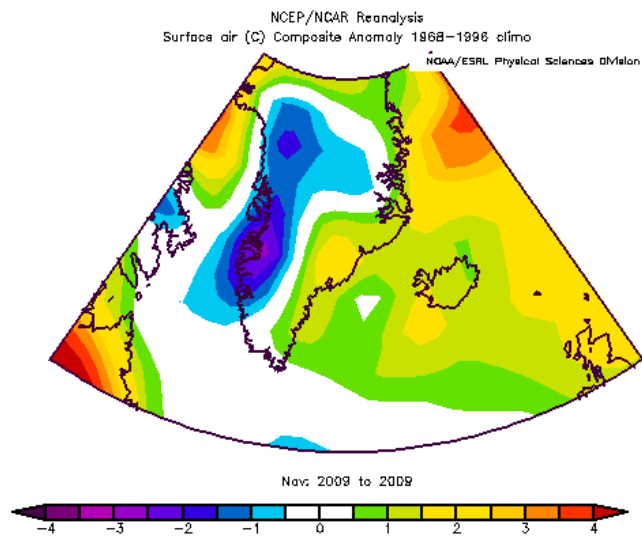 NCEP/NCAR Reanalysis
Surface air (C) Composite Anomaly 1968-1996 climo
NOAA/ESRL Physical Sciences Division
Nov: 2009 to 2009
-4 -3 -2 -1 0 1 2 3 4